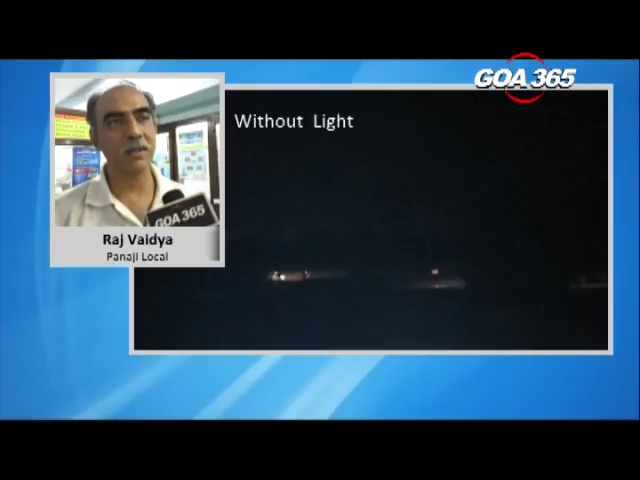 GOA 365
Without Light
GOA 365
Raj Vaidya
Panaji Local